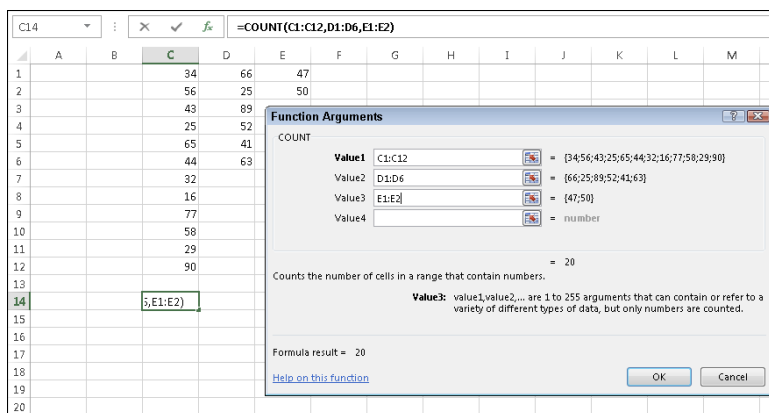 C14 fx =COUNT(C1:C12,D1:D6,E1:E2)
A B C D E F G H I J K L M
1 34 66 47
2 56 25 50
3 43 89
4 25 52
5 65 41
6 44 63
7 32
8 16
9 77
10 58
11 29
12 90
13
14 5,E1:E2)
15
16
17
18
19
20
Function Arguments ?
COUNT
Value1 C1:C12 = {34;56;43;25;65;44;32;16;77;58;29;90}
Value2 D1:D6 = {66;25;89;52;41;63}
Value3 E1:E2 = {47;50}
Value4 = number
= 20
Counts the number of cells in a range that contain numbers.
Value3: value1,value2,... are 1 to 255 arguments that can contain or refer to a
variety of different types of data, but only numbers are counted.
Formula result = 20
Help on this function OK Cancel